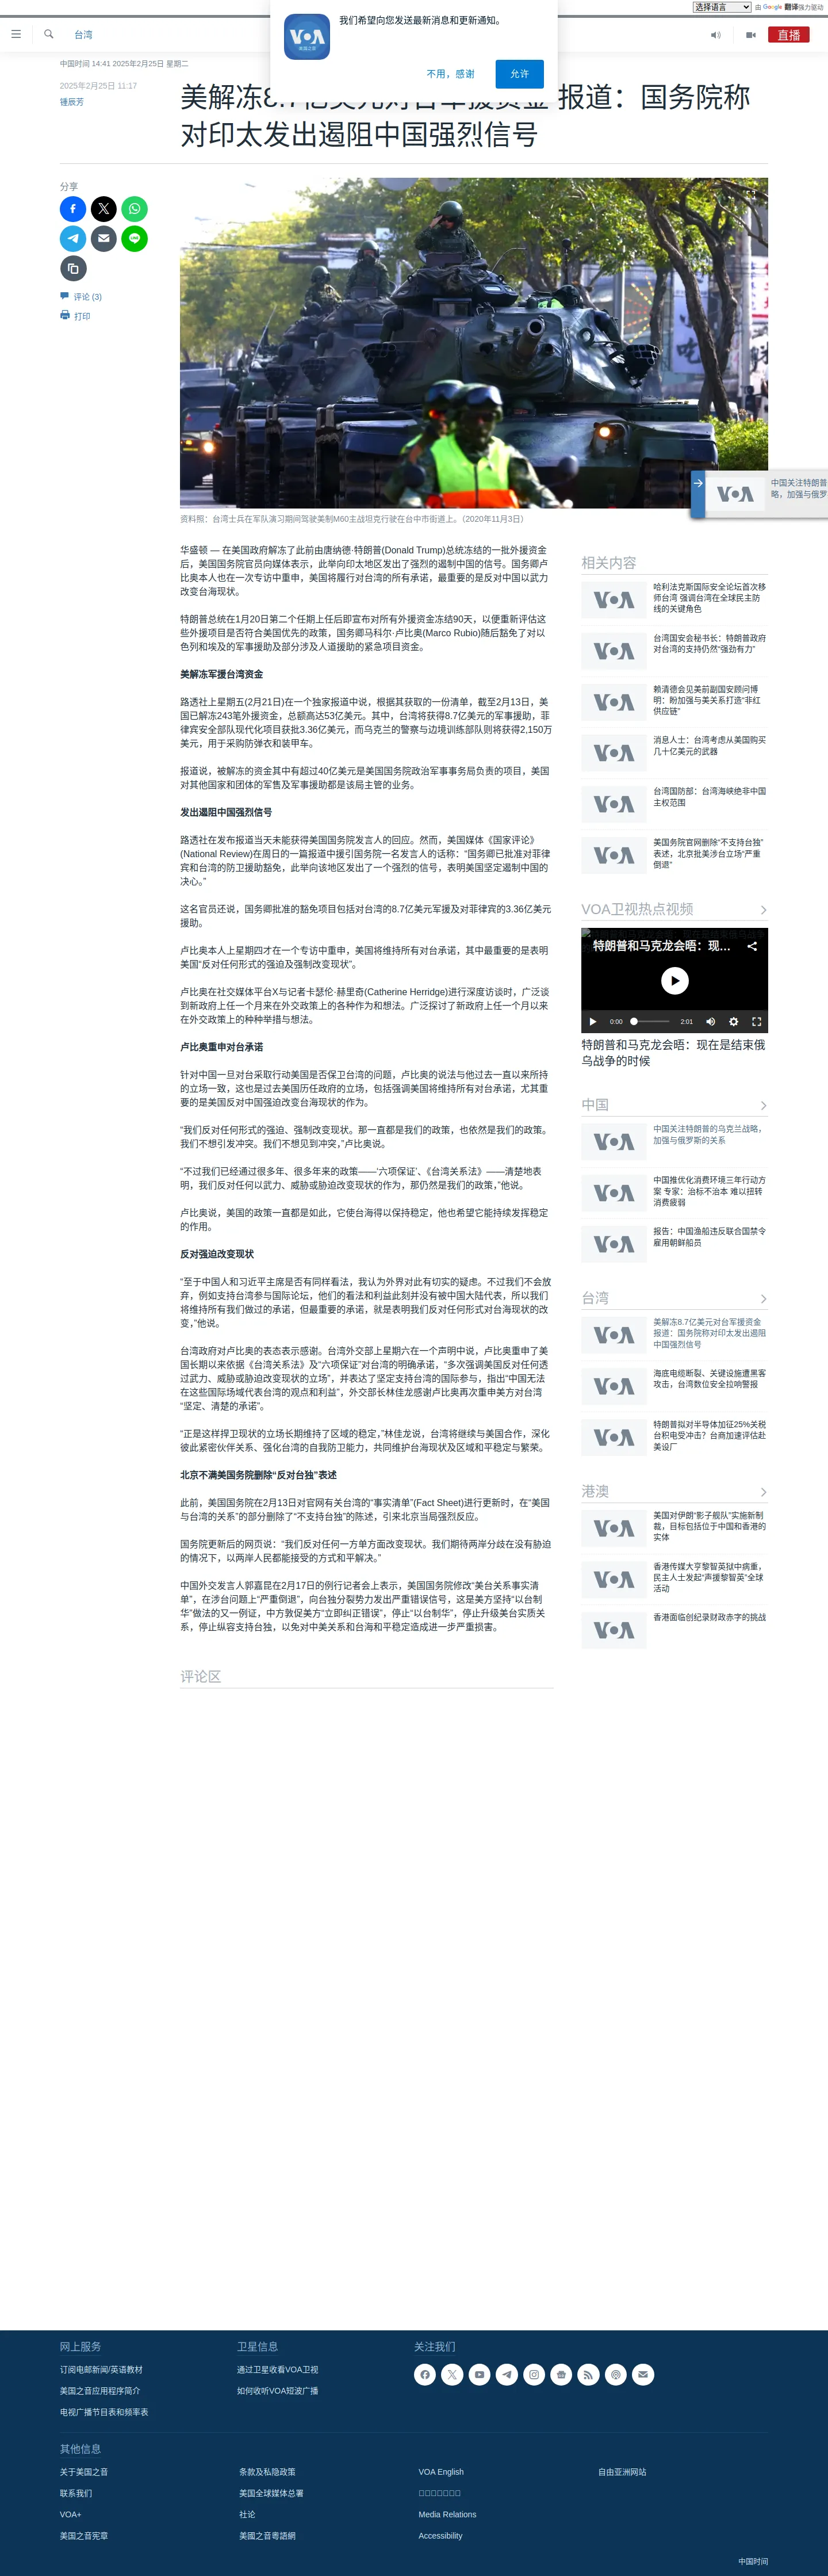 选择语言 由 Google 翻译强力驱动
我们希望向您发送最新消息和更新通知。
不用，感谢
允许
台湾
直播
中国时间 14:41 2025年2月25日 星期二
2025年2月25日 11:17
锺辰芳
报道：国务院称
对印太发出遏阻中国强烈信号
分享
评论 (3)
打印
资料照：台湾士兵在军队演习期间驾驶美制M60主战坦克行驶在台中市街道上。（2020年11月3日）
中国关注特朗普
略，加强与俄罗
华盛顿 — 在美国政府解冻了此前由唐纳德·特朗普(Donald Trump)总统冻结的一批外援资金
后，美国国务院官员向媒体表示，此举向印太地区发出了强烈的遏制中国的信号。国务卿卢
比奥本人也在一次专访中重申，美国将履行对台湾的所有承诺，最重要的是反对中国以武力
改变台海现状。
特朗普总统在1月20日第二个任期上任后即宣布对所有外援资金冻结90天，以便重新评估这
些外援项目是否符合美国优先的政策，国务卿马科尔·卢比奥(Marco Rubio)随后豁免了对以
色列和埃及的军事援助及部分涉及人道援助的紧急项目资金。
美解冻军援台湾资金
路透社上星期五(2月21日)在一个独家报道中说，根据其获取的一份清单，截至2月13日，美
国已解冻243笔外援资金，总额高达53亿美元。其中，台湾将获得8.7亿美元的军事援助，菲
律宾安全部队现代化项目获批3.36亿美元，而乌克兰的警察与边境训练部队则将获得2,150万
美元，用于采购防弹衣和装甲车。
报道说，被解冻的资金其中有超过40亿美元是美国国务院政治军事事务局负责的项目，美国
对其他国家和团体的军售及军事援助都是该局主管的业务。
发出遏阻中国强烈信号
路透社在发布报道当天未能获得美国国务院发言人的回应。然而，美国媒体《国家评论》
(National Review)在周日的一篇报道中援引国务院一名发言人的话称：“国务卿已批准对菲律
宾和台湾的防卫援助豁免，此举向该地区发出了一个强烈的信号，表明美国坚定遏制中国的
决心。”
这名官员还说，国务卿批准的豁免项目包括对台湾的8.7亿美元军援及对菲律宾的3.36亿美元
援助。
卢比奥本人上星期四才在一个专访中重申，美国将维持所有对台承诺，其中最重要的是表明
美国“反对任何形式的强迫及强制改变现状”。
卢比奥在社交媒体平台X与记者卡瑟伦·赫里奇(Catherine Herridge)进行深度访谈时，广泛谈
到新政府上任一个月来在外交政策上的各种作为和想法。广泛探讨了新政府上任一个月以来
在外交政策上的种种举措与想法。
卢比奥重申对台承诺
针对中国一旦对台采取行动美国是否保卫台湾的问题，卢比奥的说法与他过去一直以来所持
的立场一致，这也是过去美国历任政府的立场，包括强调美国将维持所有对台承诺，尤其重
要的是美国反对中国强迫改变台海现状的作为。
“我们反对任何形式的强迫、强制改变现状。那一直都是我们的政策，也依然是我们的政策。
我们不想引发冲突。我们不想见到冲突，”卢比奥说。
“不过我们已经通过很多年、很多年来的政策——‘六项保证’、《台湾关系法》——清楚地表
明，我们反对任何以武力、威胁或胁迫改变现状的作为，那仍然是我们的政策，”他说。
卢比奥说，美国的政策一直都是如此，它使台海得以保持稳定，他也希望它能持续发挥稳定
的作用。
反对强迫改变现状
“至于中国人和习近平主席是否有同样看法，我认为外界对此有切实的疑虑。不过我们不会放
弃，例如支持台湾参与国际论坛，他们的看法和利益此刻并没有被中国大陆代表，所以我们
将维持所有我们做过的承诺，但最重要的承诺，就是表明我们反对任何形式对台海现状的改
变，”他说。
台湾政府对卢比奥的表态表示感谢。台湾外交部上星期六在一个声明中说，卢比奥重申了美
国长期以来依据《台湾关系法》及“六项保证”对台湾的明确承诺，“多次强调美国反对任何透
过武力、威胁或胁迫改变现状的立场”，并表达了坚定支持台湾的国际参与，指出“中国无法
在这些国际场域代表台湾的观点和利益”，外交部长林佳龙感谢卢比奥再次重申美方对台湾
“坚定、清楚的承诺”。
“正是这样捍卫现状的立场长期维持了区域的稳定，”林佳龙说，台湾将继续与美国合作，深化
彼此紧密伙伴关系、强化台湾的自我防卫能力，共同维护台海现状及区域和平稳定与繁荣。
北京不满美国务院删除“反对台独”表述
此前，美国国务院在2月13日对官网有关台湾的“事实清单”(Fact Sheet)进行更新时，在“美国
与台湾的关系”的部分删除了“不支持台独”的陈述，引来北京当局强烈反应。
国务院更新后的网页说：“我们反对任何一方单方面改变现状。我们期待两岸分歧在没有胁迫
的情况下，以两岸人民都能接受的方式和平解决。”
中国外交发言人郭嘉昆在2月17日的例行记者会上表示，美国国务院修改“美台关系事实清
单”，在涉台问题上“严重倒退”，向台独分裂势力发出严重错误信号，这是美方坚持“以台制
华”做法的又一例证，中方敦促美方“立即纠正错误”，停止“以台制华”，停止升级美台实质关
系，停止纵容支持台独，以免对中美关系和台海和平稳定造成进一步严重损害。
评论区
相关内容
哈利法克斯国际安全论坛首次移
师台湾 强调台湾在全球民主防
线的关键角色
台湾国安会秘书长：特朗普政府
对台湾的支持仍然“强劲有力”
赖清德会见美前副国安顾问博
明：盼加强与美关系打造“非红
供应链”
消息人士：台湾考虑从美国购买
几十亿美元的武器
台湾国防部：台湾海峡绝非中国
主权范围
美国务院官网删除“不支持台独”
表述，北京批美涉台立场“严重
倒退”
VOA卫视热点视频
特朗普和马克龙会晤：现...
0:00 2:01
特朗普和马克龙会晤：现在是结束俄
乌战争的时候
中国
中国关注特朗普的乌克兰战略，
加强与俄罗斯的关系
中国推优化消费环境三年行动方
案 专家：治标不治本 难以扭转
消费疲弱
报告：中国渔船违反联合国禁令
雇用朝鲜船员
台湾
美解冻8.7亿美元对台军援资金
报道：国务院称对印太发出遏阻
中国强烈信号
海底电缆断裂、关键设施遭黑客
攻击，台湾数位安全拉响警报
特朗普拟对半导体加征25%关税
台积电受冲击？台商加速评估赴
美设厂
港澳
美国对伊朗“影子舰队”实施新制
裁，目标包括位于中国和香港的
实体
香港传媒大亨黎智英狱中病重，
民主人士发起“声援黎智英”全球
活动
香港面临创纪录财政赤字的挑战
网上服务
订阅电邮新闻/英语教材
美国之音应用程序简介
电视广播节目表和频率表
卫星信息
通过卫星收看VOA卫视
如何收听VOA短波广播
关注我们
其他信息
关于美国之音
联系我们
VOA+
美国之音宪章
条款及私隐政策
美国全球媒体总署
社论
美國之音粵語網
VOA English
Media Relations
Accessibility
自由亚洲网站
中国时间